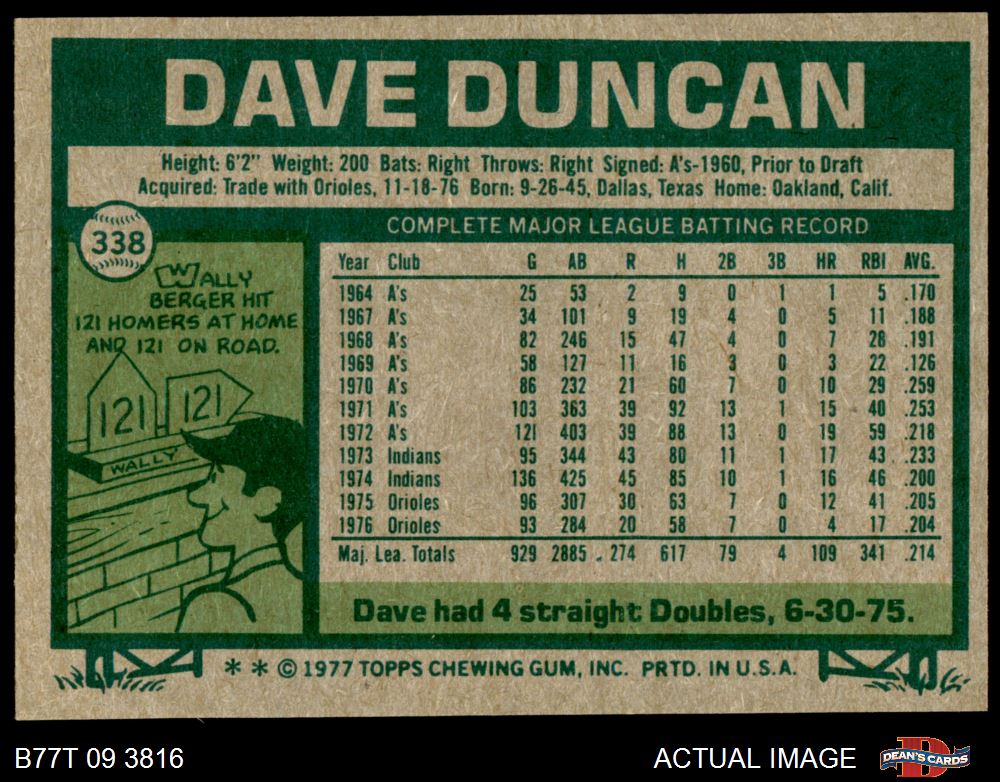 DAVE DUNCAN
Height: 6'2" Weight: 200 Bats: Right Throws: Right Signed: A's-1960, Prior to Draft
Acquired: Trade with Orioles, 11-18-76 Born: 9-26-45, Dallas, Texas Home: Oakland, Calif.
338
WALLY
BERGER HIT
121 HOMERS AT HOME
AND 121 ON ROAD.
121 121
WALLY
COMPLETE MAJOR LEAGUE BATTING RECORD
Year Club G AB R H 2B 3B HR RBI AVG.
1964 A's 25 53 2 9 0 1 1 5 .170
1967 A's 34 101 9 19 4 0 5 11 .188
1968 A's 82 246 15 47 4 0 7 28 .191
1969 A's 58 127 11 16 3 0 3 22 .126
1970 A's 86 232 21 60 7 0 10 29 .259
1971 A's 103 363 39 92 13 1 15 40 .253
1972 A's 121 403 39 88 13 0 19 59 .218
1973 Indians 95 344 43 80 11 1 17 43 .233
1974 Indians 136 425 45 85 10 1 16 46 .200
1975 Orioles 96 307 30 63 7 0 12 41 .205
1976 Orioles 93 284 20 58 7 0 4 17 .204
Maj. Lea. Totals 929 2885 274 617 79 4 109 341 .214
Dave had 4 straight Doubles, 6-30-75.
* * © 1977 TOPPS CHEWING GUM, INC. PRTD. IN U.S.A.
B77T 09 3816 ACTUAL IMAGE
D
DEAN'S CARDS